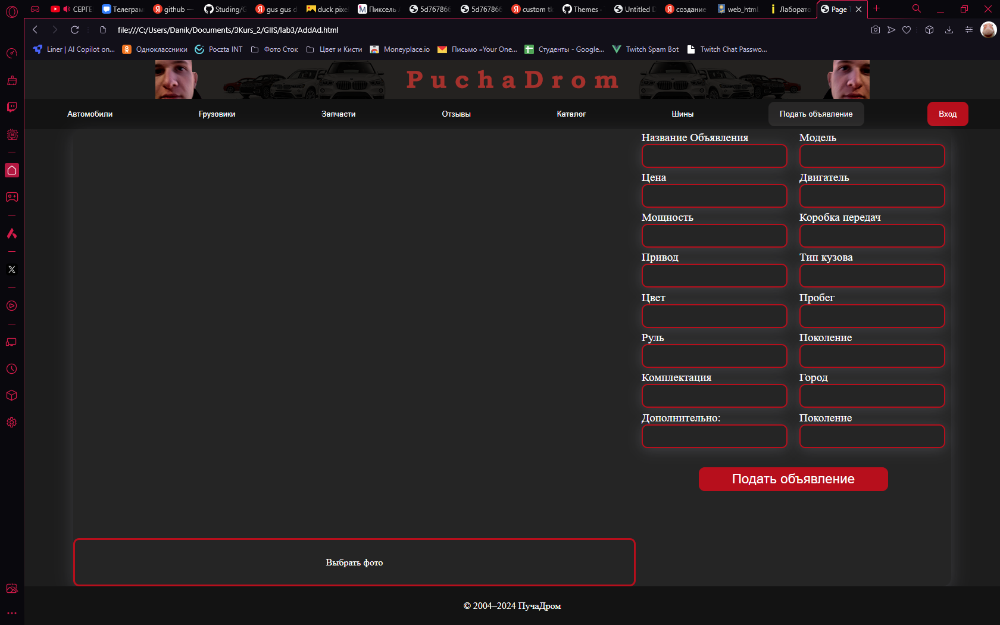 СЕРГЕ
Телеграм
github —
Studing/G
gus gus d
duck pixe
Пиксель
5d767866
5d767866
custom tk
Themes ·
Untitled D
создание
web_html.
Лаборато
Page T
file:///C:/Users/Danik/Documents/3Kurs_2/GIIS/lab3/AddAd.html
Liner | AI Copilot on...
Одноклассники
Poczta INT
Фото Сток
Цвет и Кисти
Moneyplace.io
Письмо «Your One...
Студенты - Google...
Twitch Spam Bot
Twitch Chat Passwo...
PuchaDrom
Автомобили
Грузовики
Запчасти
Отзывы
Каталог
Шины
Подать объявление
Вход
Название Объявления
Модель
Цена
Двигатель
Мощность
Коробка передач
Привод
Тип кузова
Цвет
Пробег
Руль
Поколение
Комплектация
Город
Дополнительно:
Поколение
Подать объявление
Выбрать фото
© 2004–2024 ПучаДром